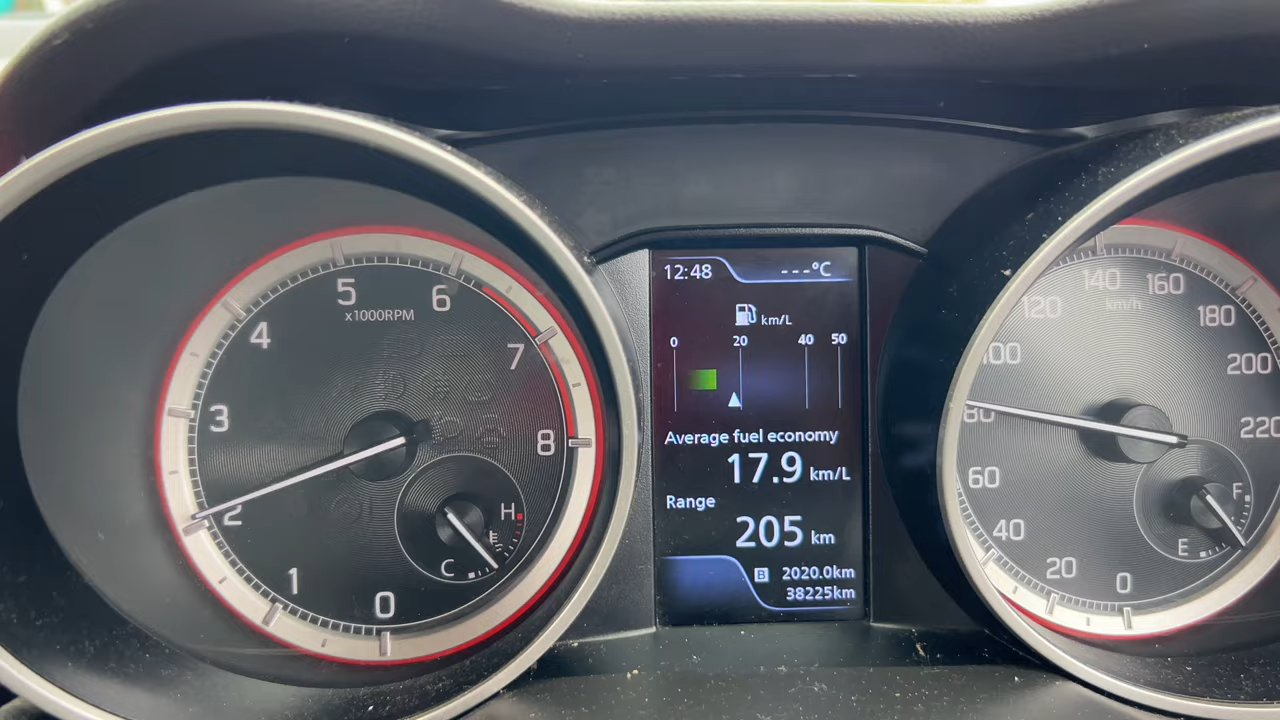 12:48
---°C
km/L
0 20 40 50
Average fuel economy
17.9 km/L
Range
205 km
B 2020.0km
38225km
0
1
2
3
4
5
6
7
8
x1000RPM
H
C
0
20
40
60
80
100
120
140
160
180
200
220
km/h
F
E